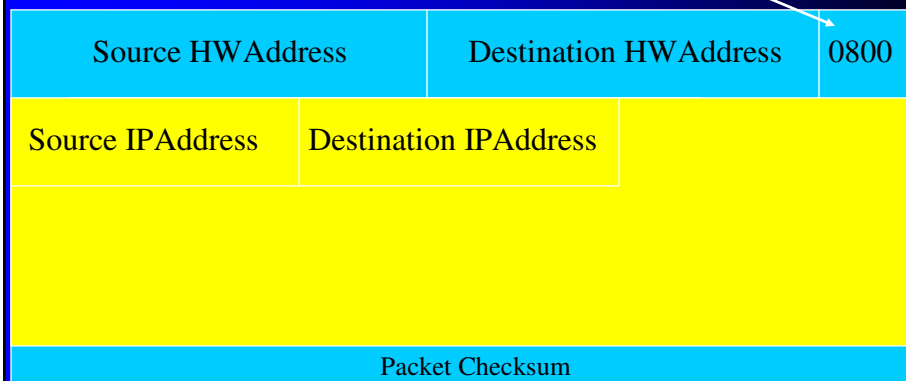 Source HWAddress Destination HWAddress 0800
Source IPAddress Destination IPAddress
Packet Checksum